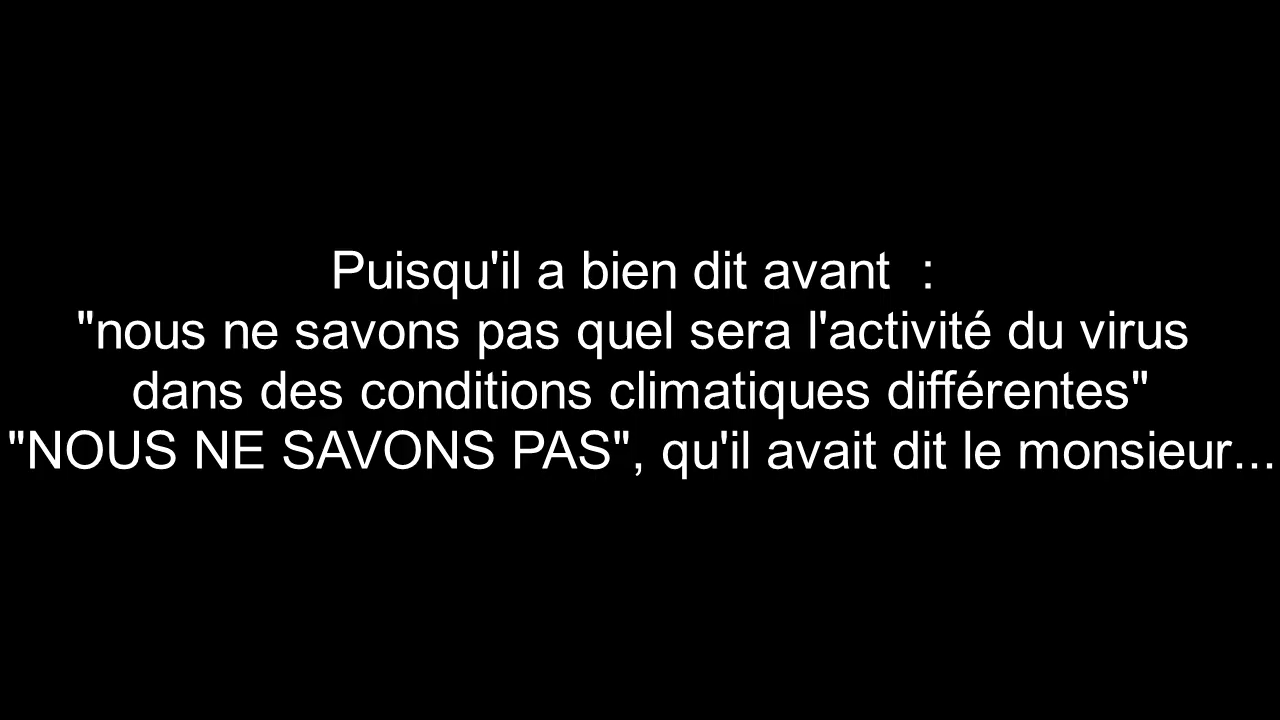 Puisqu'il a bien dit avant  :
"nous ne savons pas quel sera l'activité du virus
dans des conditions climatiques différentes"
"NOUS NE SAVONS PAS", qu'il avait dit le monsieur...